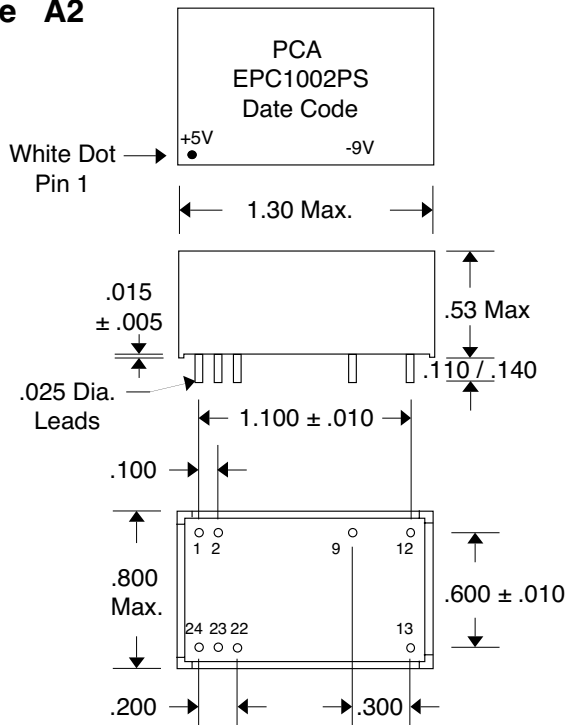 e A2
PCA
EPC1002PS
Date Code
+5V
-9V
White Dot
Pin 1
1.30 Max.
.015
± .005
.53 Max
.110 / .140
.025 Dia.
Leads
1.100 ± .010
.100
1 2 9 12
.800
Max.
.600 ± .010
24 23 22 13
.200
.300